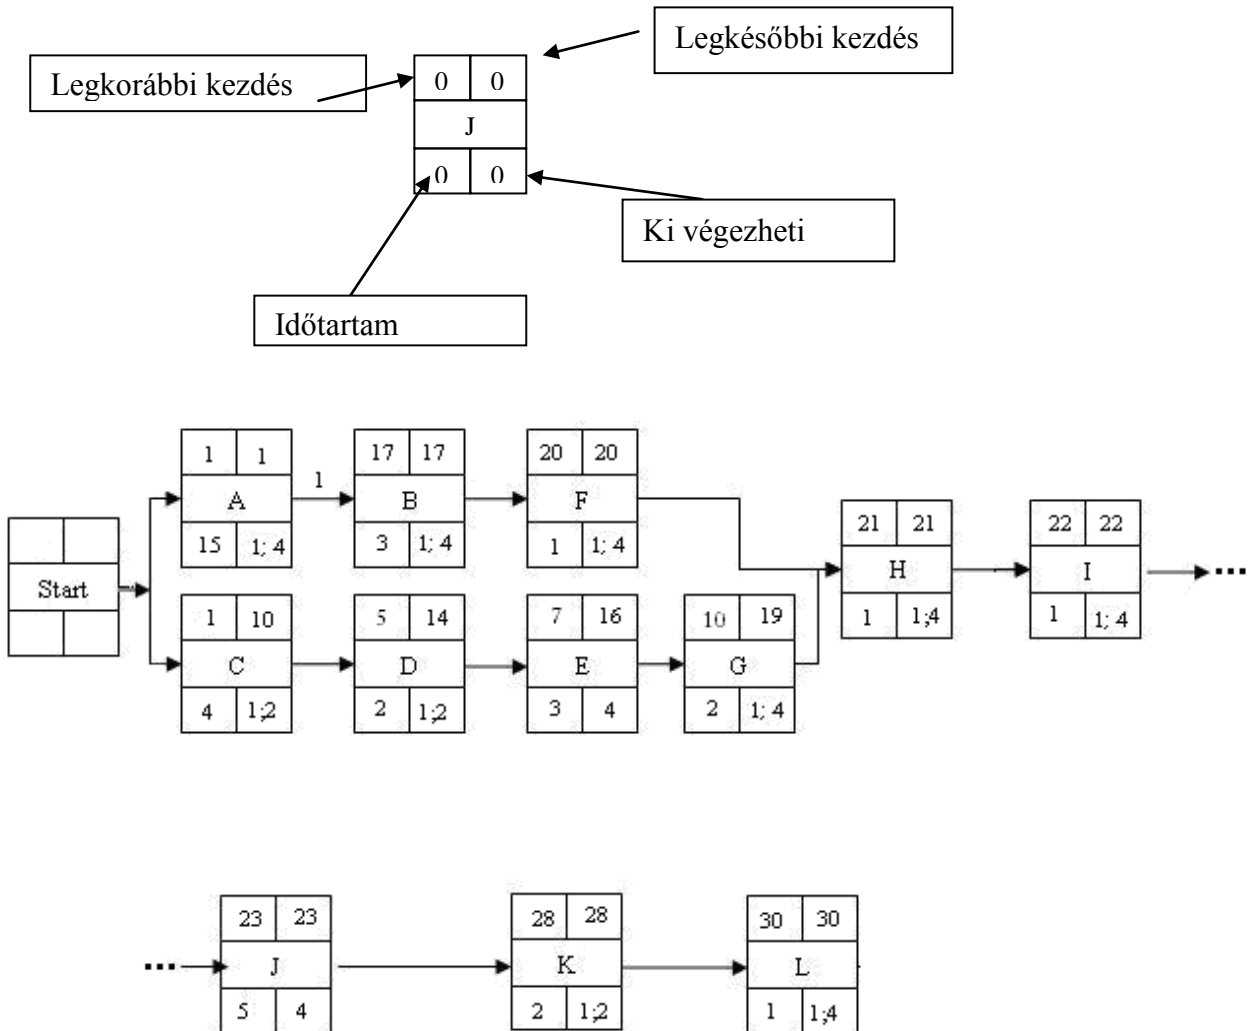 Legkésőbbi kezdés
Legkorábbi kezdés
0 0
J
0 0
Ki végezheti
Időtartam
1 1
A
15 1; 4
1
17 17
B
3 1; 4
20 20
F
1 1; 4
21 21
H
1 1;4
22 22
I
1 1; 4
...
Start
1 10
C
4 1;2
5 14
D
2 1;2
7 16
E
3 4
10 19
G
2 1; 4
...
23 23
J
5 4
28 28
K
2 1;2
30 30
L
1 1;4